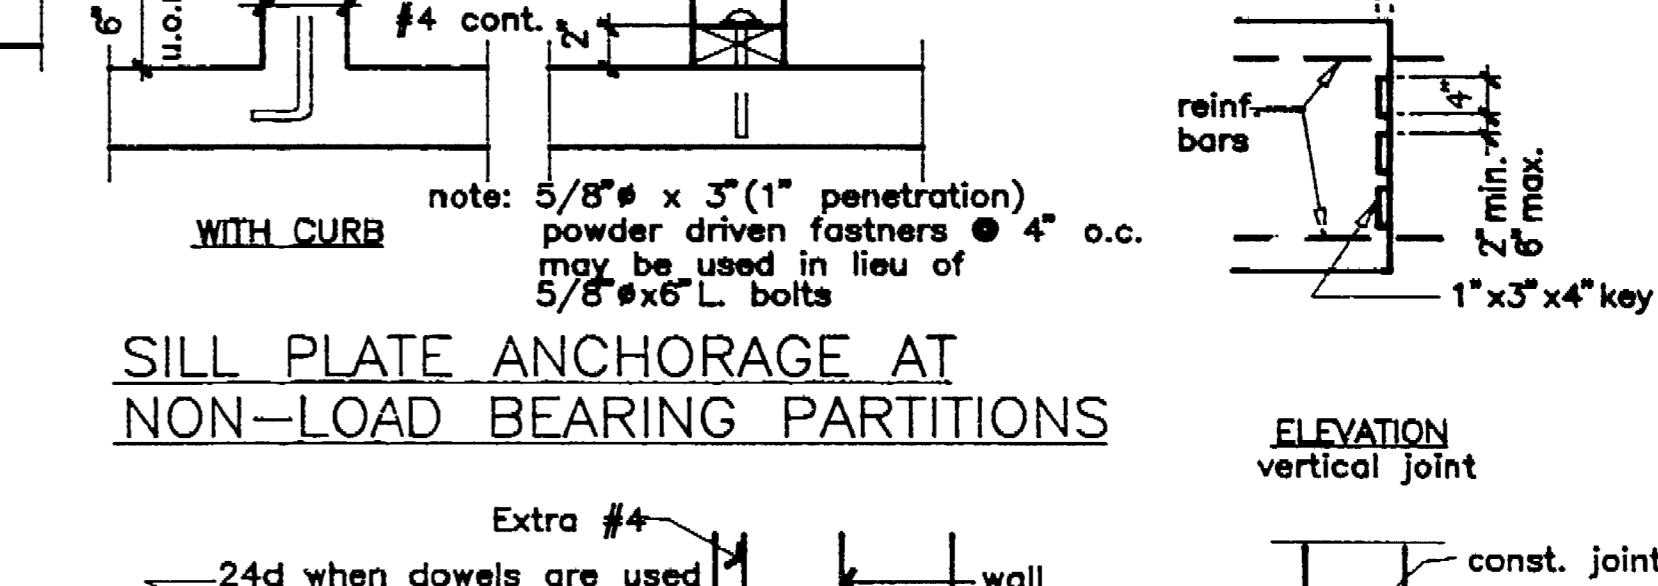 6"
u.o.n
#4 cont.
2"
WITH CURB
note: 5/8"ø x 3"(1" penetration)
powder driven fastners @ 4" o.c.
may be used in lieu of
5/8"øx6"L. bolts
SILL PLATE ANCHORAGE AT
NON-LOAD BEARING PARTITIONS
reinf.
bars
4"
2" min.
6" max.
1"x3"x4" key
ELEVATION
vertical joint
Extra #4
24d when dowels are used
wall
const. joint